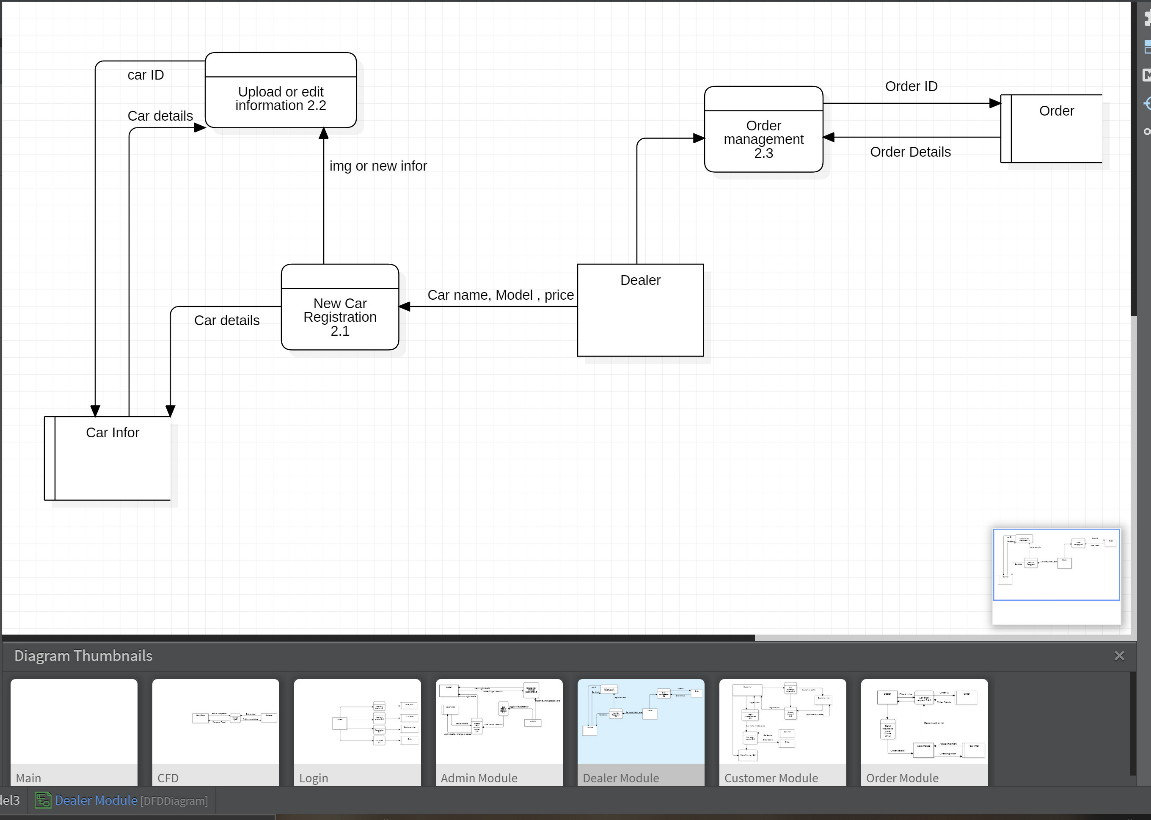 car ID
Upload or edit
information 2.2
Car details
img or new infor
Order ID
Order
Order
management
2.3
Order Details
Dealer
Car name, Model , price
New Car
Registration
2.1
Car details
Car Infor
Diagram Thumbnails
Main
CFD
Login
Admin Module
Dealer Module
Customer Module
Order Module
del3
Dealer Module [DFDDiagram]